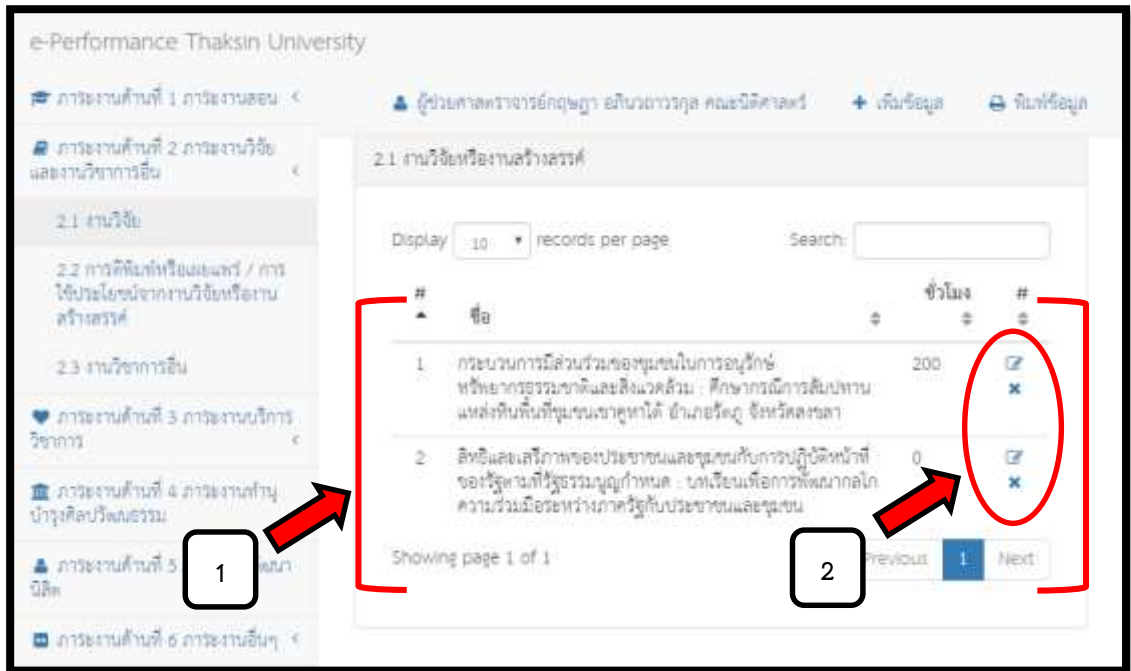 e-Performance Thaksin University
ภาระงานด้านที่ 1 ภาระงานสอน
ผู้ช่วยศาสตราจารย์กฤษฎา อภินวถาวรกุล คณะนิติศาสตร์
เพิ่มข้อมูล
พิมพ์ข้อมูล
ภาระงานด้านที่ 2 ภาระงานวิจัย
และงานวิชาการอื่น
2.1 งานวิจัยหรืองานสร้างสรรค์
2.1 งานวิจัย
2.2 การตีพิมพ์หรือเผยแพร่ / การ
ใช้ประโยชน์จากงานวิจัยหรืองาน
สร้างสรรค์
2.3 งานวิชาการอื่น
ภาระงานด้านที่ 3 ภาระงานบริการ
วิชาการ
ภาระงานด้านที่ 4 ภาระงานทำนุ
บำรุงศิลปวัฒนธรรม
ภาระงานด้านที่ 5
นิสิต
ภาระงานด้านที่ 6 ภาระงานอื่นๆ
Display 10 records per page Search:
# ชื่อ ชั่วโมง #
1 กระบวนการมีส่วนร่วมของชุมชนในการอนุรักษ์ 200
ทรัพยากรธรรมชาติและสิ่งแวดล้อม : ศึกษากรณีการสัมปทาน
แหล่งหินพื้นที่ชุมชนเขาคูหาใต้ อำเภอรัตภู จังหวัดสงขลา
2 สิทธิและเสรีภาพของประชาชนและชุมชนกับการปฏิบัติหน้าที่ 0
ของรัฐตามที่รัฐธรรมนูญกำหนด : บทเรียนเพื่อการพัฒนากลไก
ความร่วมมือระหว่างภาครัฐกับประชาชนและชุมชน
Showing page 1 of 1
Previous 1 Next
1
2